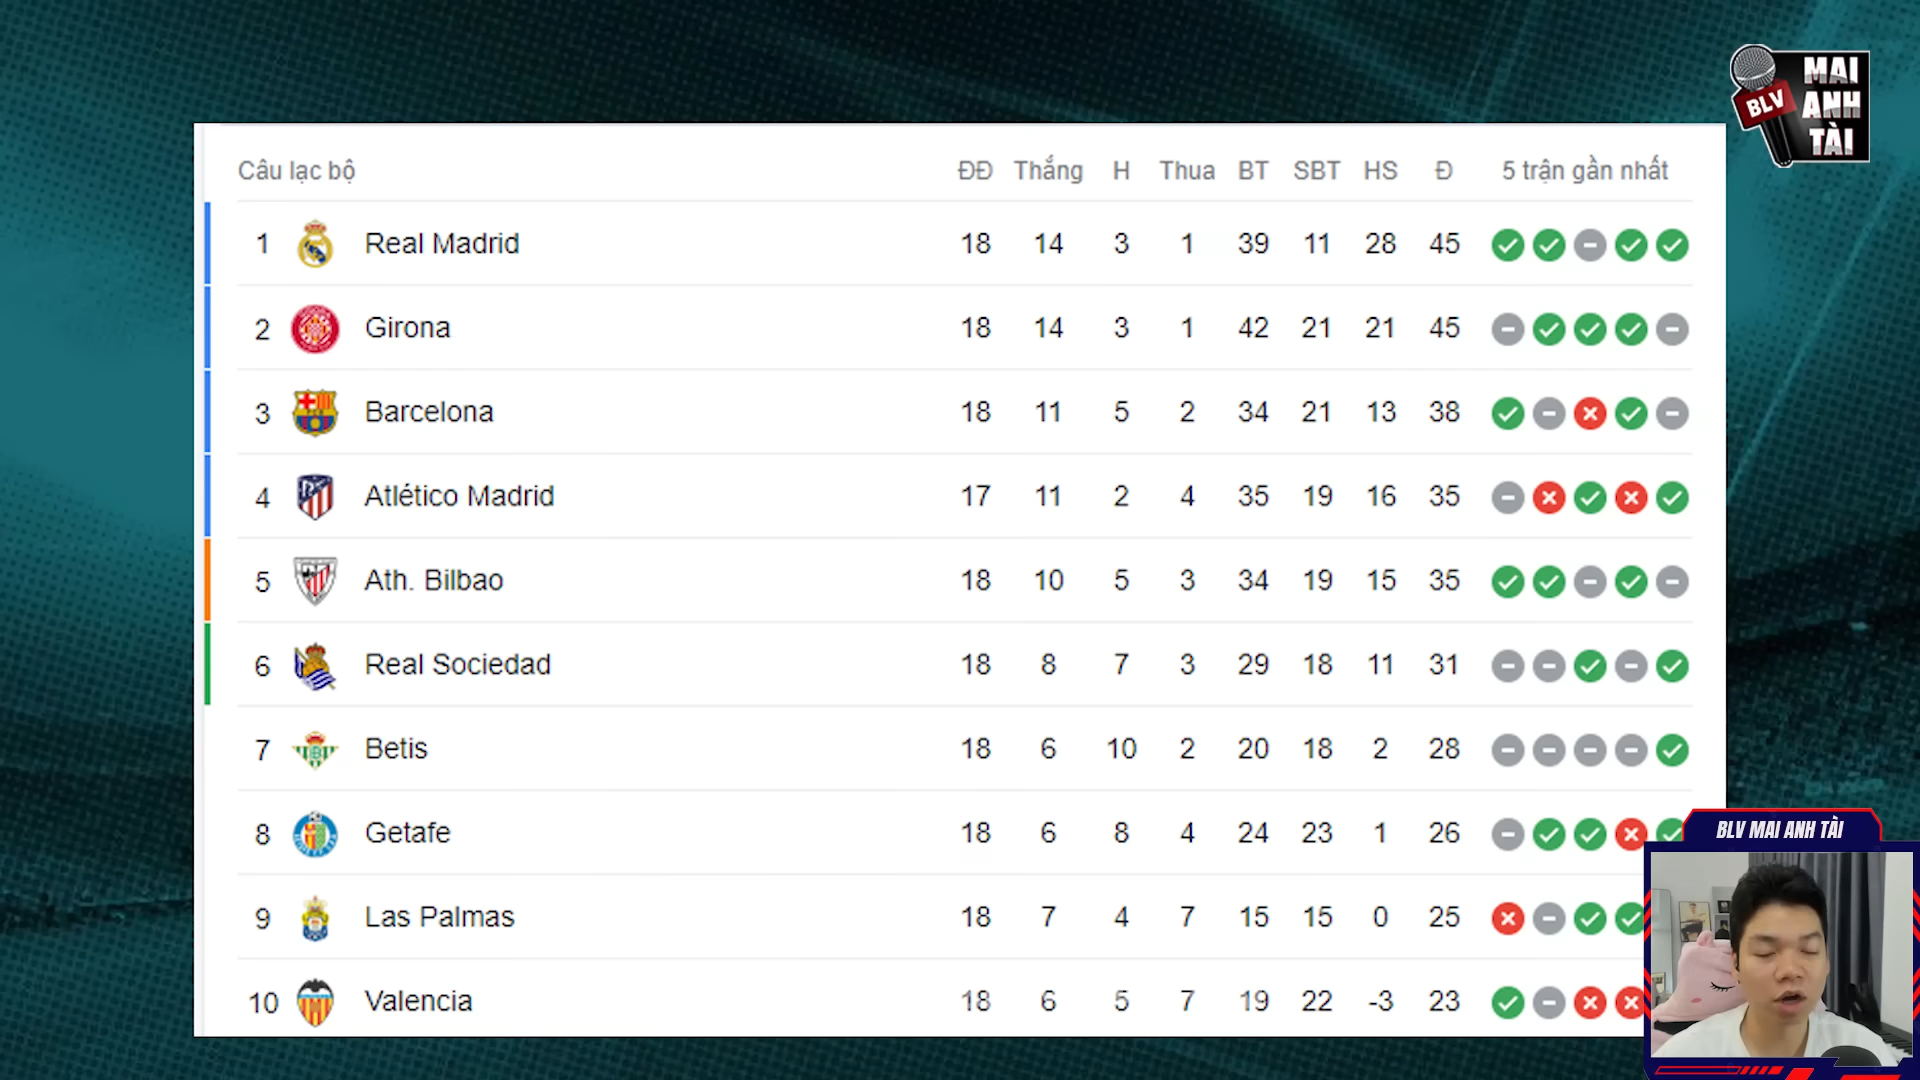 BLV MAI ANH TÀI
Câu lạc bộ ĐĐ Thắng H Thua BT SBT HS Đ 5 trận gần nhất
1 Real Madrid 18 14 3 1 39 11 28 45
2 Girona 18 14 3 1 42 21 21 45
3 Barcelona 18 11 5 2 34 21 13 38
4 Atlético Madrid 17 11 2 4 35 19 16 35
5 Ath. Bilbao 18 10 5 3 34 19 15 35
6 Real Sociedad 18 8 7 3 29 18 11 31
7 Betis 18 6 10 2 20 18 2 28
8 Getafe 18 6 8 4 24 23 1 26
9 Las Palmas 18 7 4 7 15 15 0 25
10 Valencia 18 6 5 7 19 22 -3 23
BLV MAI ANH TÀI